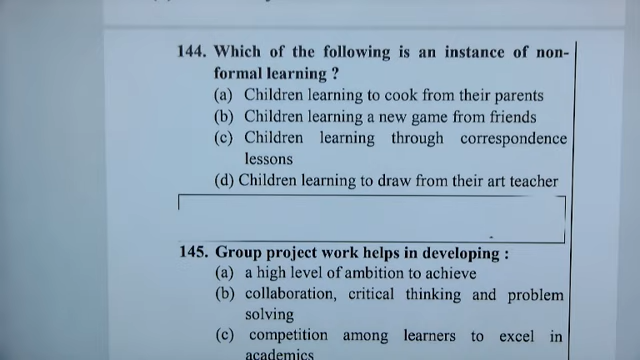 144. Which of the following is an instance of non-
formal learning ?
(a) Children learning to cook from their parents
(b) Children learning a new game from friends
(c) Children learning through correspondence
lessons
(d) Children learning to draw from their art teacher
145. Group project work helps in developing :
(a) a high level of ambition to achieve
(b) collaboration, critical thinking and problem
solving
(c) competition among learners to excel in
academics